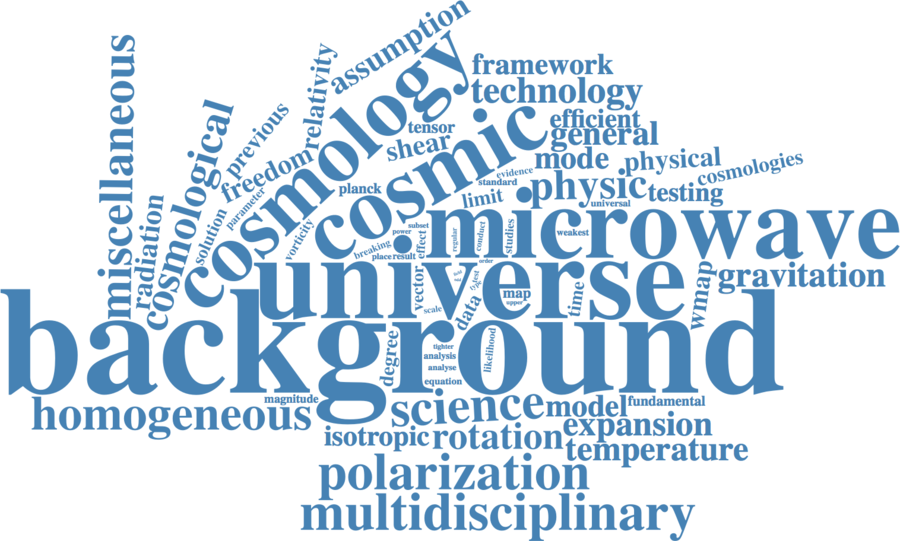 miscellaneous
radiation
cosmological
solution
previous
freedom
parameter
relativity
assumption
cosmology
vorticity
framework
technology
tensor
shear
efficient
general
cosmic
planck
limit
mode
physical
evidence
standard
cosmologies
physic
testing
universal
microwave
subset
power
breaking
place
result
effect
regular
conduct
studies
weakest
universe
order
vector
scale
data
map
upper
time
wmap
gravitation
background
degree
tighter
analysis
analyse
equation
likelihood
magnitude
homogeneous
science
model
fundamental
isotropic
rotation
expansion
temperature
polarization
multidisciplinary